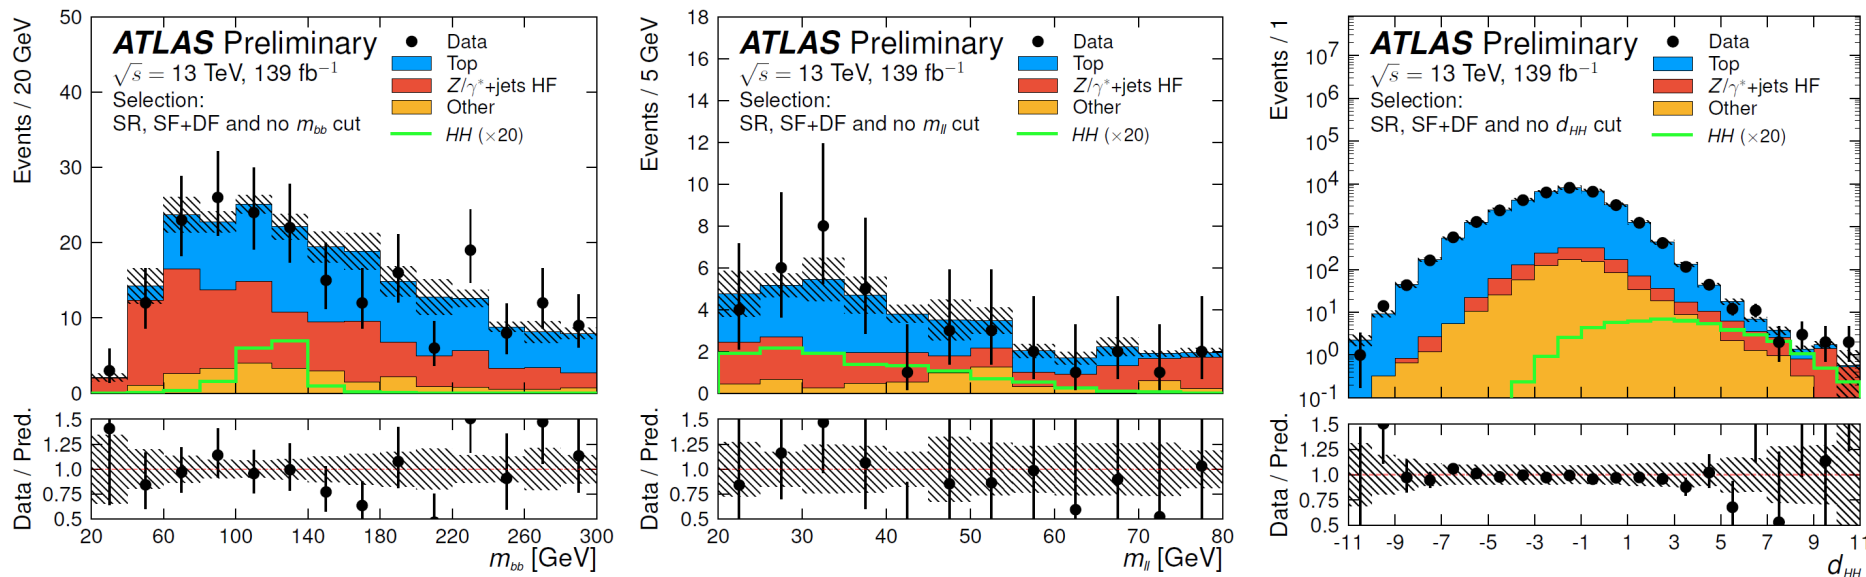 50
40
30
20
10
0
Events / 20 GeV
ATLAS Preliminary
√s = 13 TeV, 139 fb⁻¹
Selection:
SR, SF+DF and no m_bb cut
Data
Top
Z/γ*+jets HF
Other
HH (×20)
1.5
1.25
1.0
0.75
0.5
Data / Pred.
20 60 100 140 180 220 260 300
m_bb [GeV]
18
16
14
12
10
8
6
4
2
0
Events / 5 GeV
ATLAS Preliminary
√s = 13 TeV, 139 fb⁻¹
Selection:
SR, SF+DF and no m_ll cut
Data
Top
Z/γ*+jets HF
Other
HH (×20)
1.5
1.25
1.0
0.75
0.5
Data / Pred.
20 30 40 50 60 70 80
m_ll [GeV]
10⁷
10⁶
10⁵
10⁴
10³
10²
10¹
10⁰
10⁻¹
Events / 1
ATLAS Preliminary
√s = 13 TeV, 139 fb⁻¹
Selection:
SR, SF+DF and no d_HH cut
Data
Top
Z/γ*+jets HF
Other
HH (×20)
1.5
1.25
1.0
0.75
0.5
Data / Pred.
-11 -9 -7 -5 -3 -1 1 3 5 7 9 11
d_HH